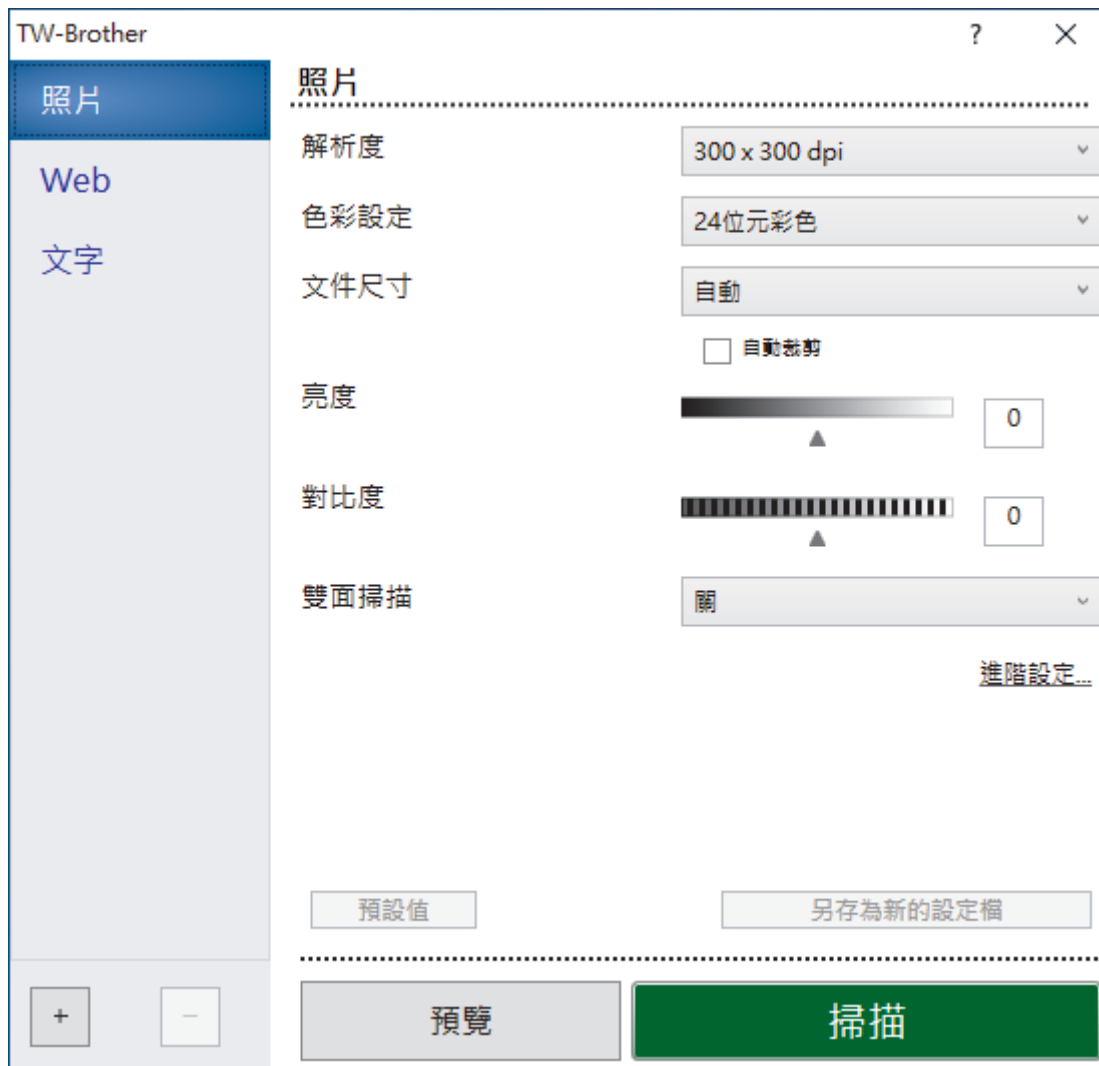 TW-Brother ? ×
照片
Web
文字
照片
解析度 300 x 300 dpi
色彩設定 24位元彩色
文件尺寸 自動
自動裁剪
亮度 0
對比度 0
雙面掃描 關
進階設定...
預設值 另存為新的設定檔
+ −
預覽 掃描